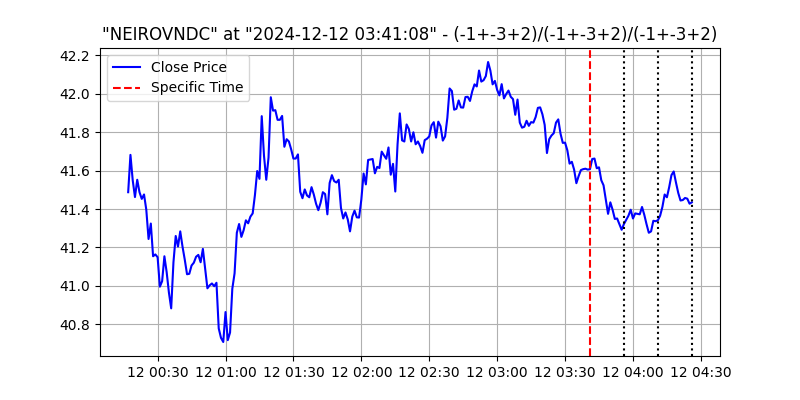 "NEIROVNDC" at "2024-12-12 03:41:08" - (-1+-3+2)/(-1+-3+2)/(-1+-3+2)
Close Price
Specific Time
42.2
42.0
41.8
41.6
41.4
41.2
41.0
40.8
12 00:30 12 01:00 12 01:30 12 02:00 12 02:30 12 03:00 12 03:30 12 04:00 12 04:30